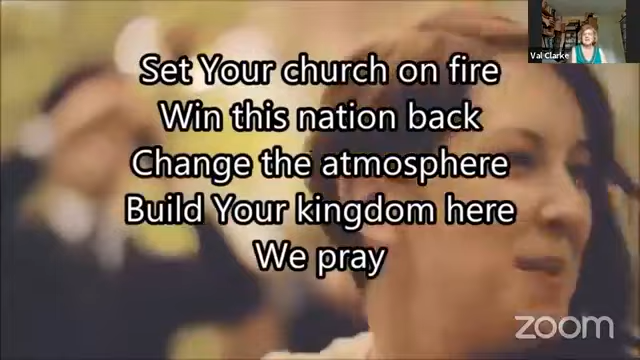 Set Your church on fire
Win this nation back
Change the atmosphere
Build Your kingdom here
We pray
Val Clarke
zoom